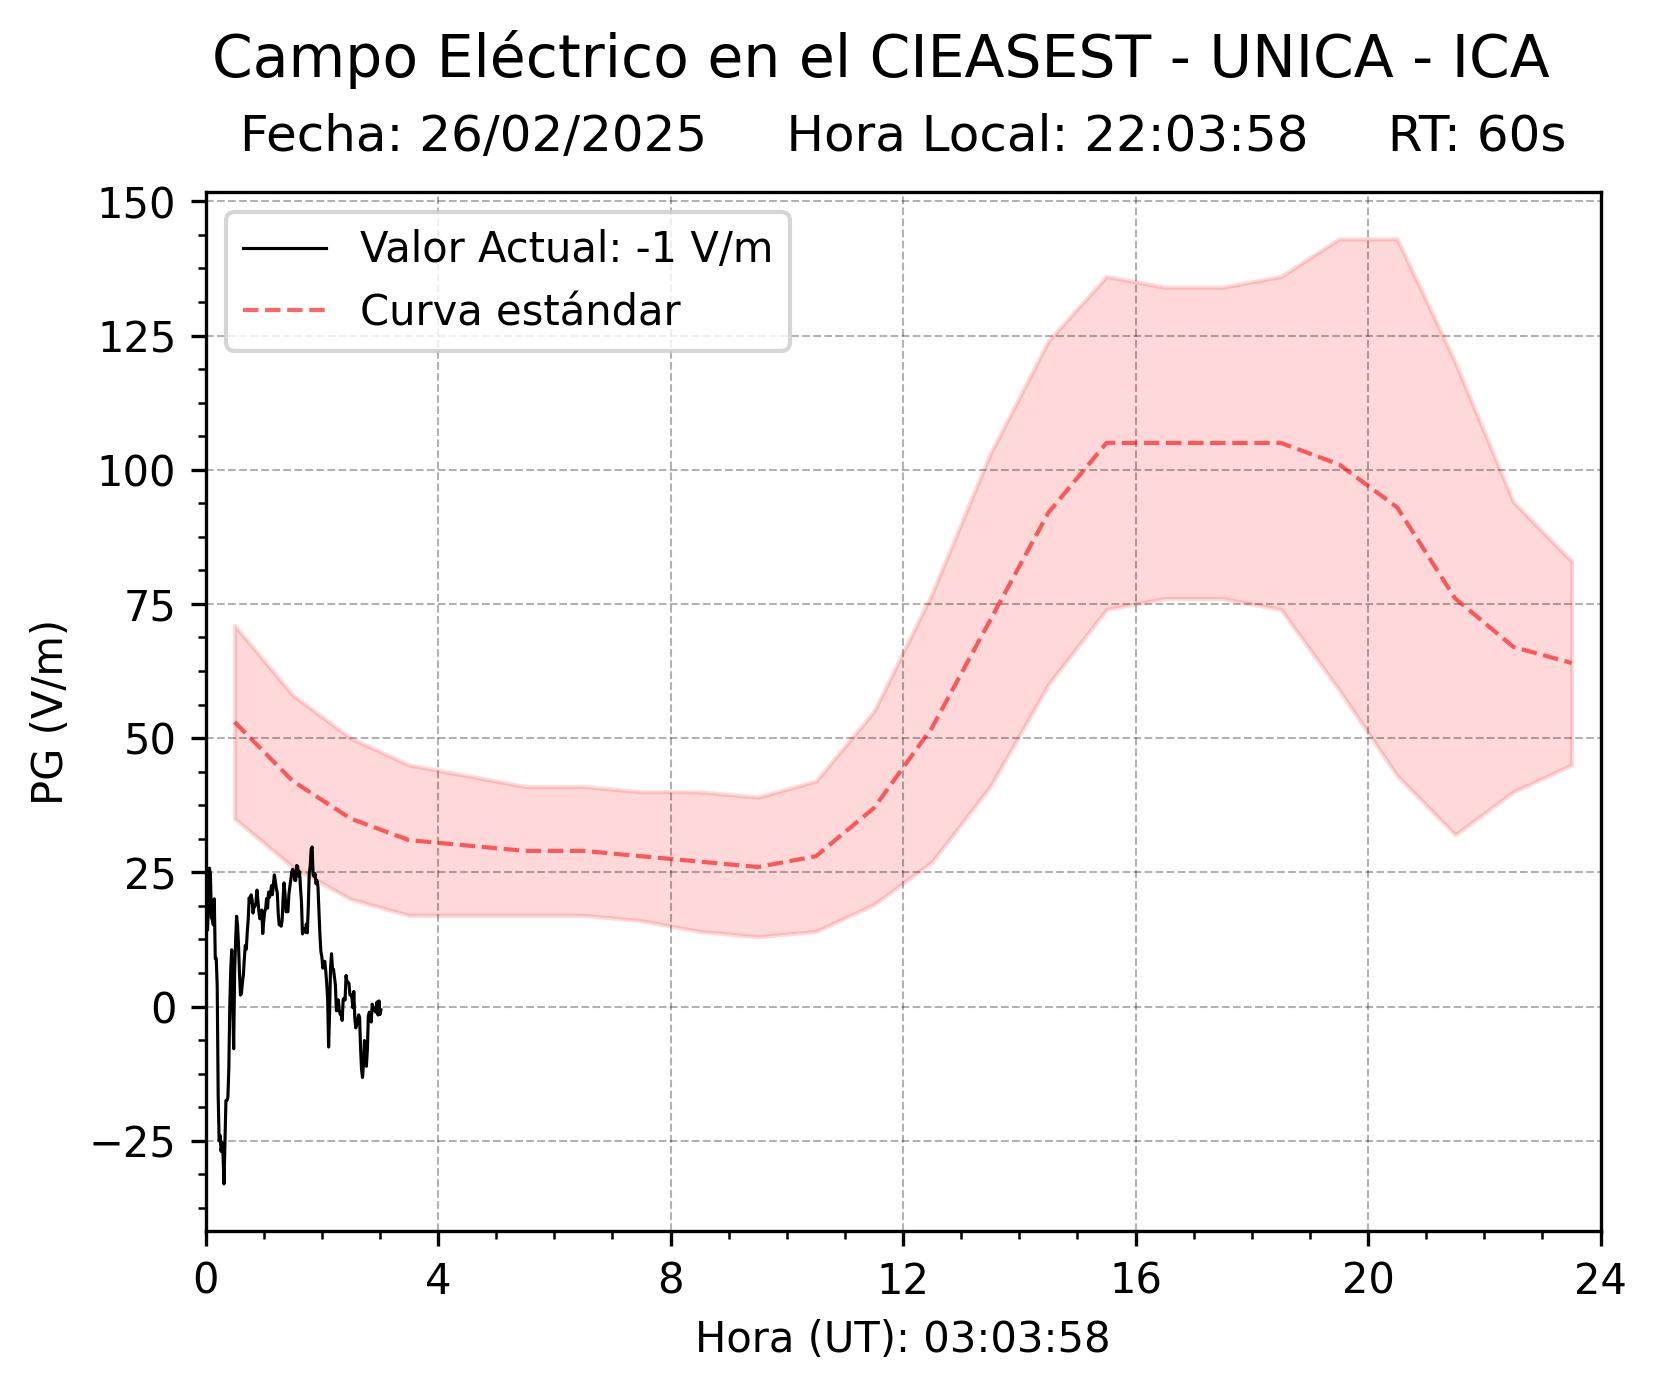 Campo Eléctrico en el CIEASEST - UNICA - ICA
Fecha: 26/02/2025 Hora Local: 22:03:58 RT: 60s
Valor Actual: -1 V/m
Curva estándar
PG (V/m)
150
125
100
75
50
25
0
−25
0 4 8 12 16 20 24
Hora (UT): 03:03:58